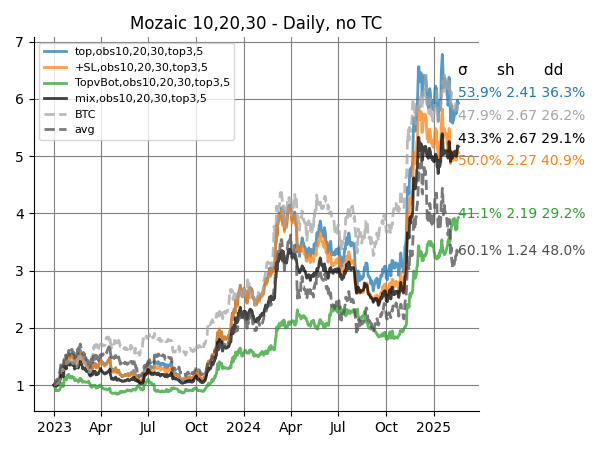 Mozaic 10,20,30 - Daily, no TC
7
6
5
4
3
2
1
top,obs10,20,30,top3,5
+SL,obs10,20,30,top3,5
TopvBot,obs10,20,30,top3,5
mix,obs10,20,30,top3,5
BTC
avg
σ sh dd
53.9% 2.41 36.3%
47.9% 2.67 26.2%
43.3% 2.67 29.1%
50.0% 2.27 40.9%
41.1% 2.19 29.2%
60.1% 1.24 48.0%
2023 Apr Jul Oct 2024 Apr Jul Oct 2025